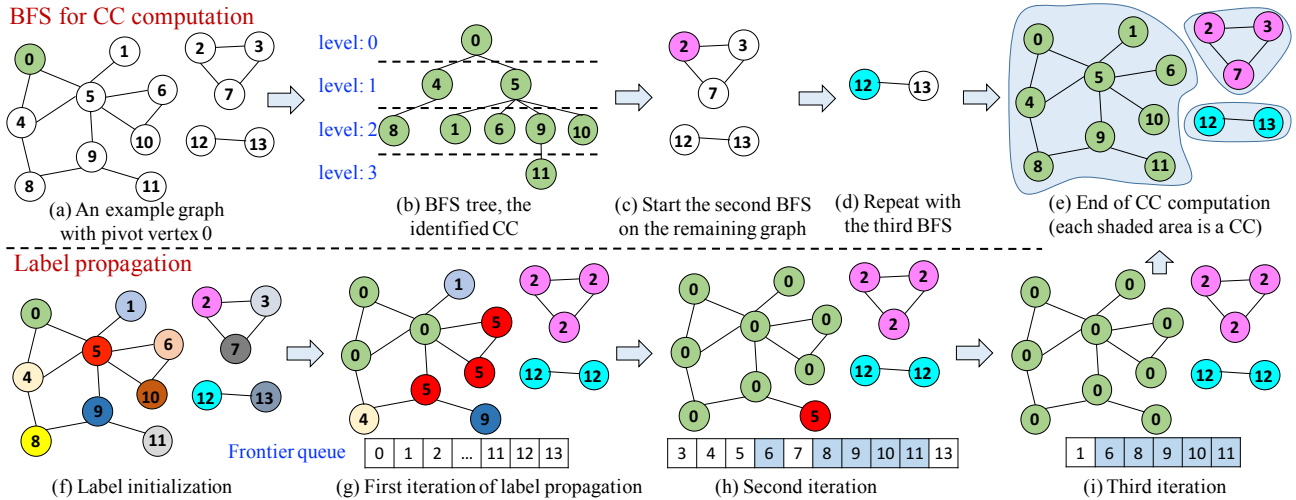 BFS for CC computation
0 1 2 3 5 6 7 4 10 12 13 9 8 11
(a) An example graph
with pivot vertex 0
level: 0
level: 1
level: 2
level: 3
0
4 5
8 1 6 9 10
11
(b) BFS tree, the
identified CC
2 3
7
12 13
(c) Start the second BFS
on the remaining graph
12 13
(d) Repeat with
the third BFS
0 1 2 3 5 6 7 4 10 12 13 9 8 11
(e) End of CC computation
(each shaded area is a CC)
Label propagation
0 1 2 3 5 6 7 4 10 12 13 9 8 11
(f) Label initialization
0 1 2 2 0 5 2 0 5 12 12 5 4 9
Frontier queue
0 1 2 ... 11 12 13
(g) First iteration of label propagation
0 0 2 2 0 0 2 0 0 12 12 0 0 5
3 4 5 6 7 8 9 10 11 13
(h) Second iteration
0 0 2 2 0 0 2 0 0 12 12 0 0 0
1 6 8 9 10 11
(i) Third iteration